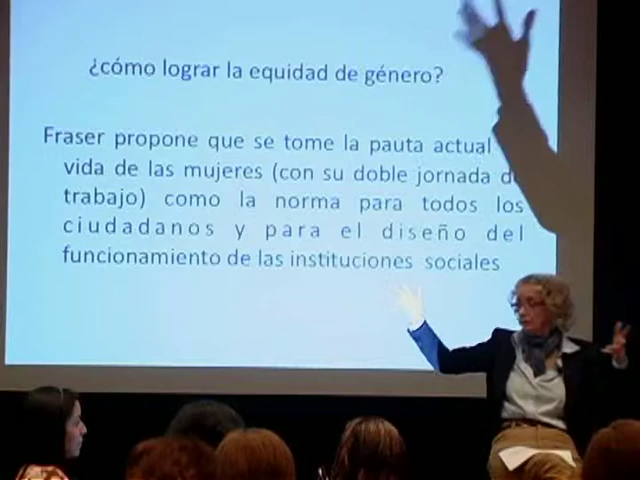 ¿cómo lograr la equidad de género?
Fraser propone que se tome la pauta actual
vida de las mujeres (con su doble jornada
trabajo) como la norma para todos los
ciudadanos y para el diseño del
funcionamiento de las instituciones sociales